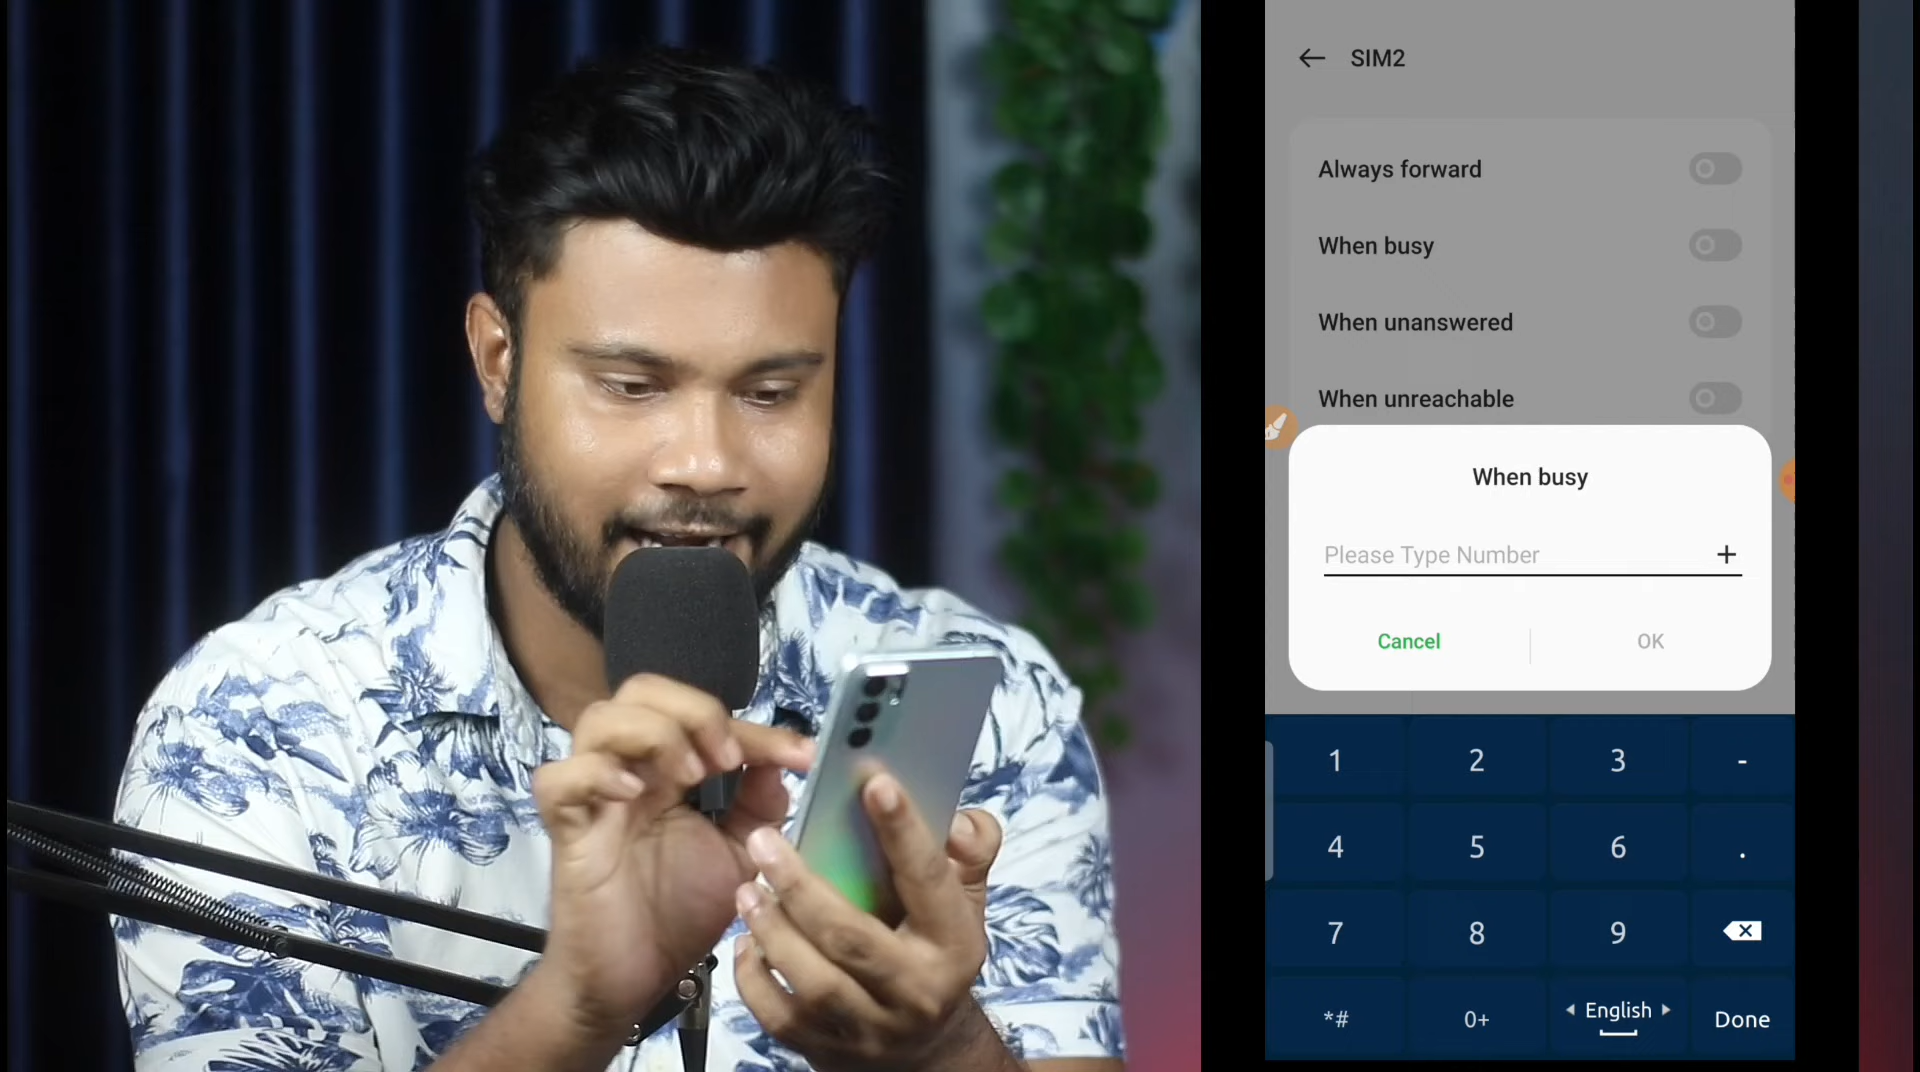 SIM2
Always forward
When busy
When unanswered
When unreachable
When busy
Please Type Number +
Cancel OK
1 2 3 -
4 5 6 .
7 8 9
*# 0+ English Done